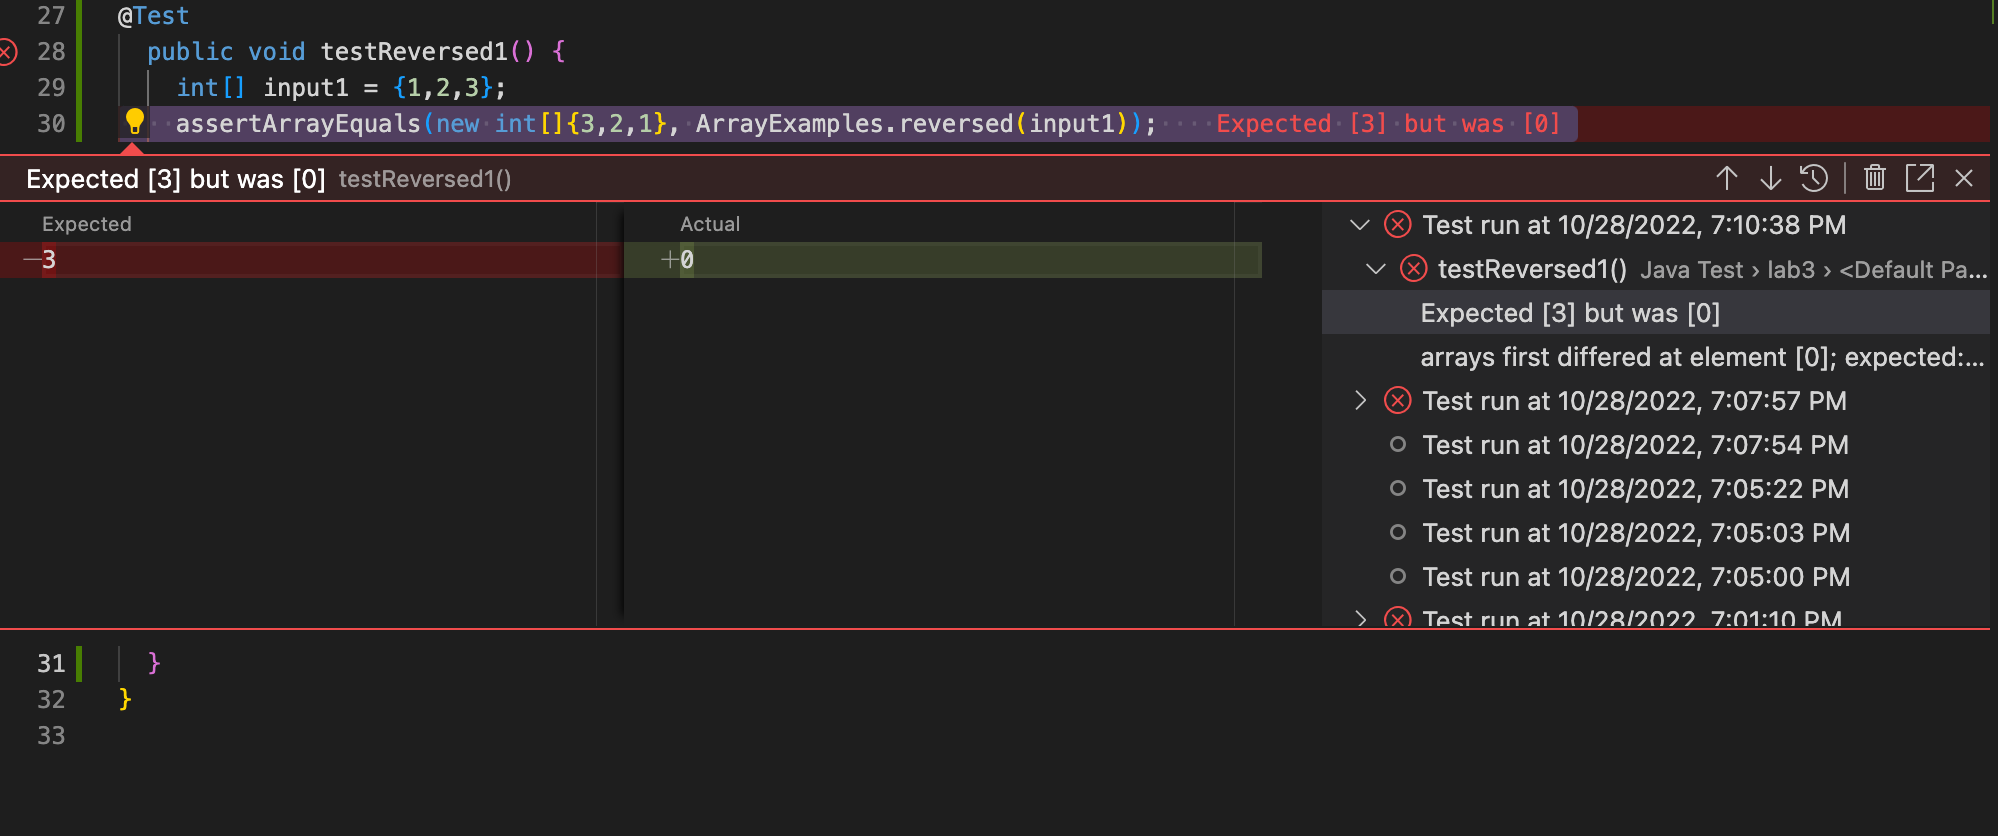 27 @Test
28 public void testReversed1() {
29 int[] input1 = {1,2,3};
30 assertArrayEquals(new int[]{3,2,1}, ArrayExamples.reversed(input1)); Expected [3] but was [0]
Expected [3] but was [0] testReversed1()
Expected
3
Actual
0
Test run at 10/28/2022, 7:10:38 PM
testReversed1() Java Test › lab3 › <Default Pa...
Expected [3] but was [0]
arrays first differed at element [0]; expected:...
Test run at 10/28/2022, 7:07:57 PM
Test run at 10/28/2022, 7:07:54 PM
Test run at 10/28/2022, 7:05:22 PM
Test run at 10/28/2022, 7:05:03 PM
Test run at 10/28/2022, 7:05:00 PM
Test run at 10/28/2022, 7:01:10 PM
31 }
32 }
33